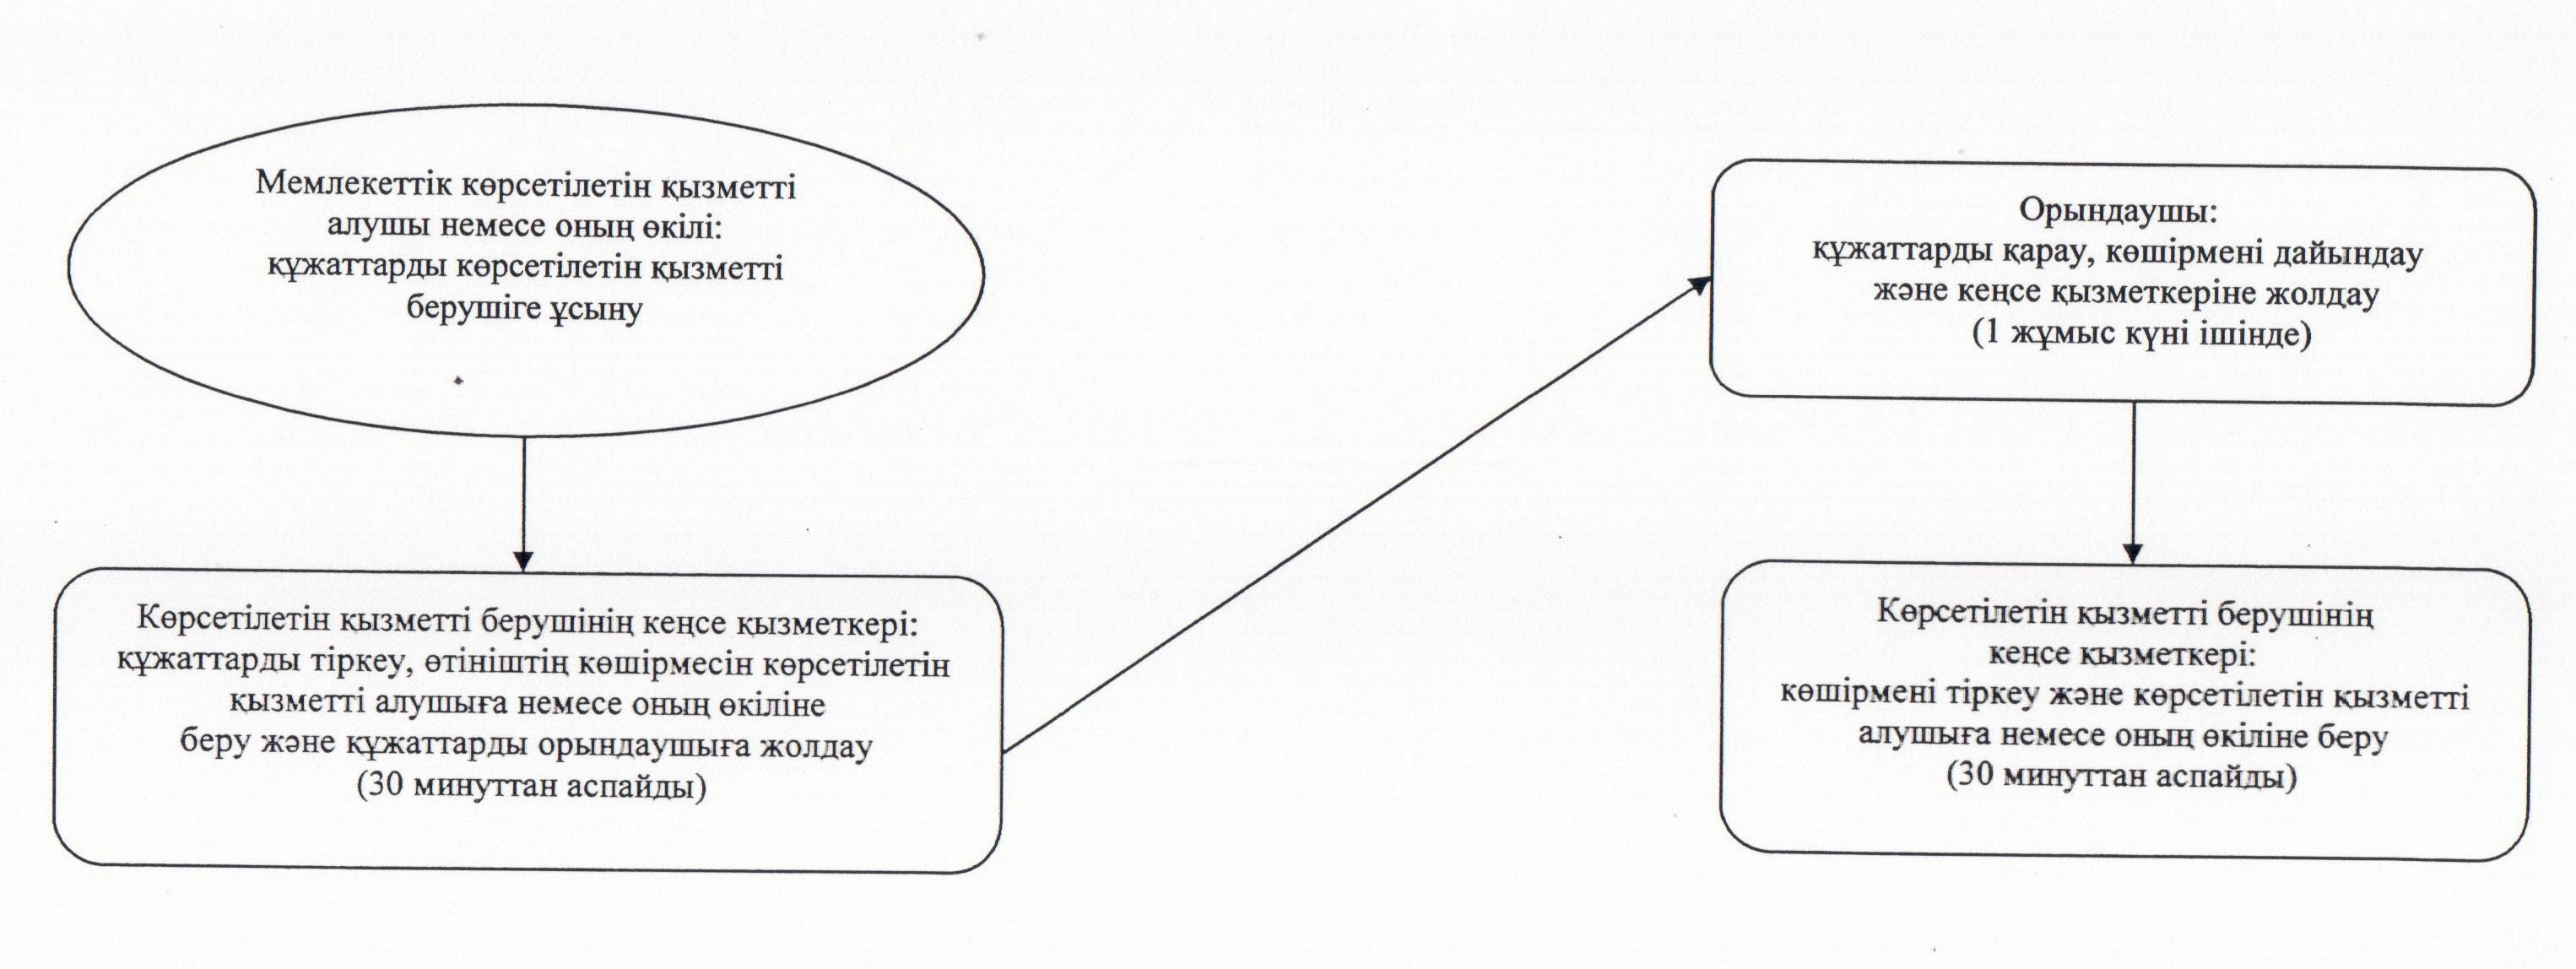 Мемлекеттік көрсетілетін қызметті
алушы немесе оның өкілі:
құжаттарды көрсетілетін қызметті
берушіге ұсыну
Көрсетілетін қызметті берушінің кеңсе қызметкері:
құжаттарды тіркеу, өтініштің көшірмесін көрсетілетін
қызметті алушыға немесе оның өкіліне
беру және құжаттарды орындаушыға жолдау
(30 минуттан аспайды)
Орындаушы:
құжаттарды қарау, көшірмені дайындау
және кеңсе қызметкеріне жолдау
(1 жұмыс күні ішінде)
Көрсетілетін қызметті берушінің
кеңсе қызметкері:
көшірмені тіркеу және көрсетілетін қызметті
алушыға немесе оның өкіліне беру
(30 минуттан аспайды)